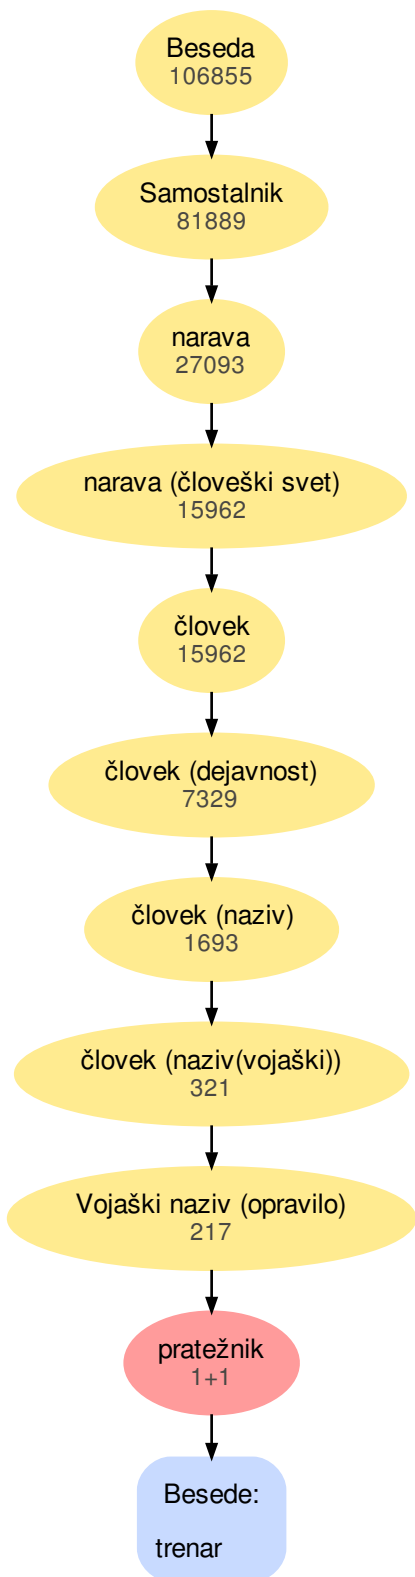 Beseda
106855
Samostalnik
81889
narava
27093
narava (človeški svet)
15962
človek
15962
človek (dejavnost)
7329
človek (naziv)
1693
človek (naziv(vojaški))
321
Vojaški naziv (opravilo)
217
pratežnik
1+1
Besede:
trenar